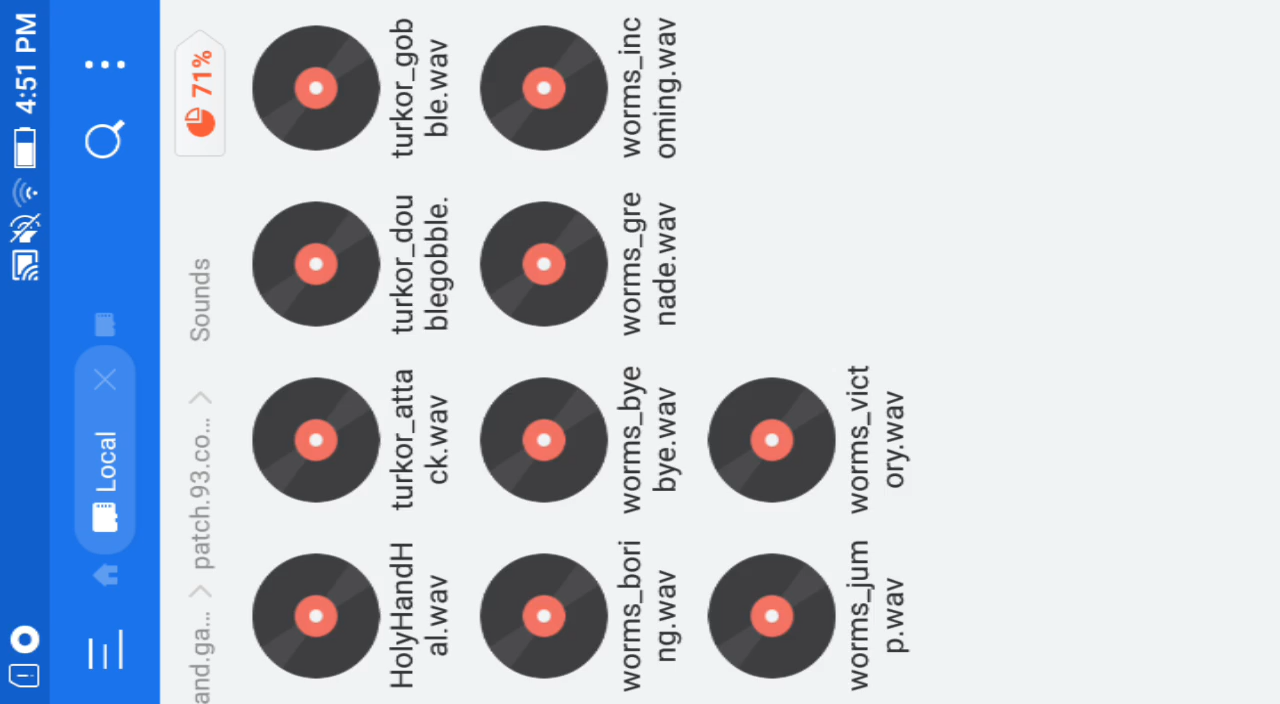 4:51 PM
Local
and.ga... > patch.93.co... > Sounds
71%
HolyHandH
al.wav
turkor_atta
ck.wav
turkor_dou
blegobble.
turkor_gob
ble.wav
worms_bori
ng.wav
worms_bye
bye.wav
worms_gre
nade.wav
worms_inc
oming.wav
worms_jum
p.wav
worms_vict
ory.wav